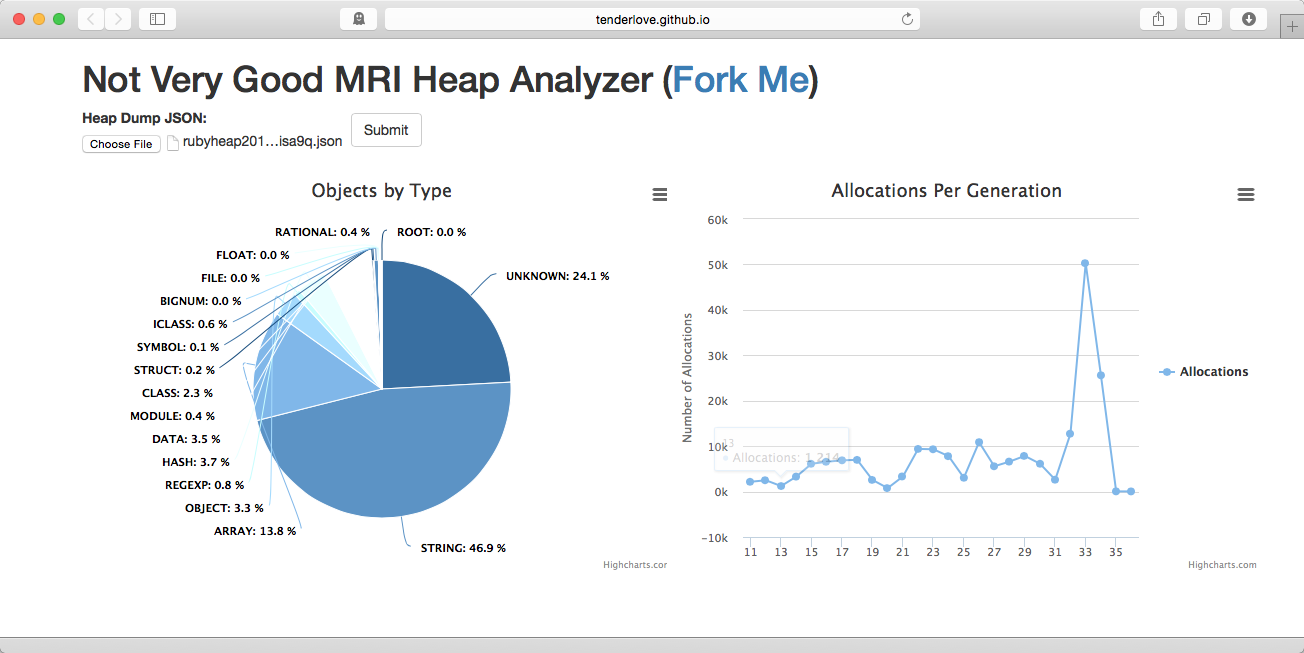 tenderlove.github.io
Not Very Good MRI Heap Analyzer (Fork Me)
Heap Dump JSON:
Choose File rubyheap201...isa9q.json Submit
Objects by Type
RATIONAL: 0.4 % ROOT: 0.0 %
FLOAT: 0.0 %
FILE: 0.0 %
UNKNOWN: 24.1 %
BIGNUM: 0.0 %
ICLASS: 0.6 %
SYMBOL: 0.1 %
STRUCT: 0.2 %
CLASS: 2.3 %
MODULE: 0.4 %
DATA: 3.5 %
HASH: 3.7 %
REGEXP: 0.8 %
OBJECT: 3.3 %
ARRAY: 13.8 %
STRING: 46.9 %
Highcharts.cor
Allocations Per Generation
Number of Allocations
60k
50k
40k
30k
20k
10k
0k
−10k
13
Allocations: 1 214
11 13 15 17 19 21 23 25 27 29 31 33 35
Allocations
Highcharts.com